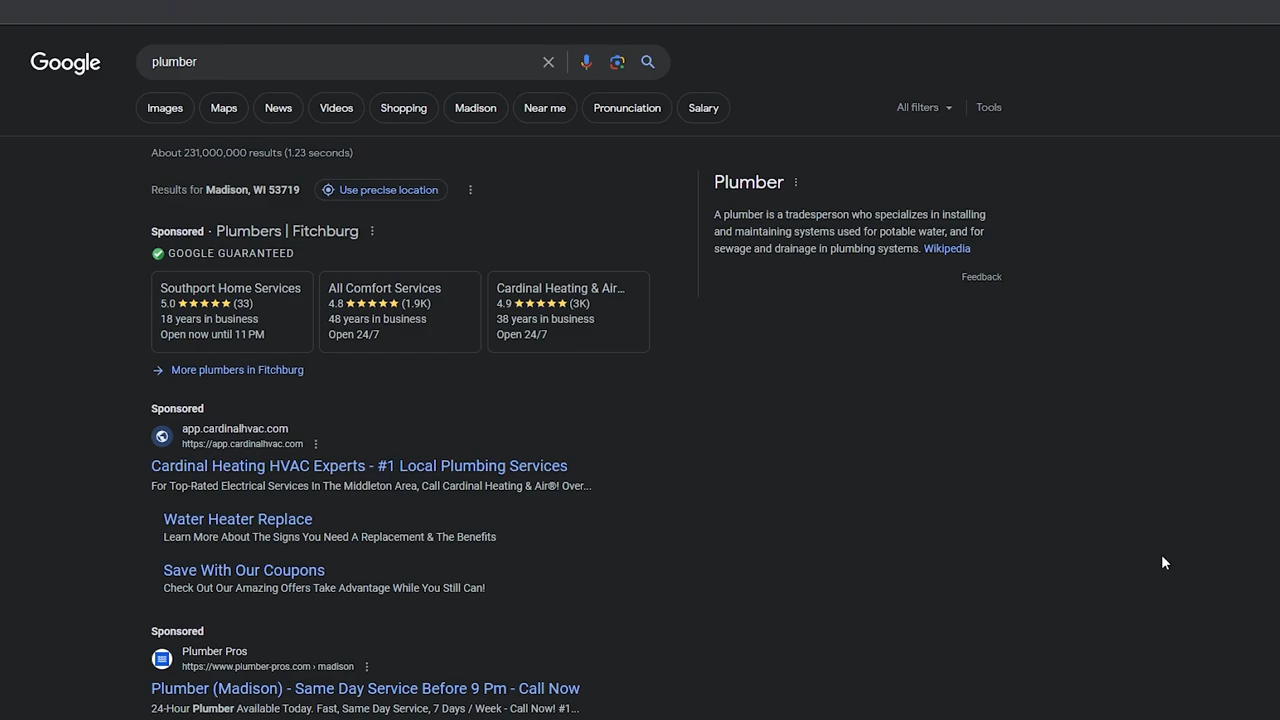 Google
plumber
Images Maps News Videos Shopping Madison Near me Pronunciation Salary All filters Tools
About 231,000,000 results (1.23 seconds)
Results for Madison, WI 53719 Use precise location
Sponsored · Plumbers | Fitchburg
GOOGLE GUARANTEED
Southport Home Services
5.0 ★★★★★ (33)
18 years in business
Open now until 11 PM
All Comfort Services
4.8 ★★★★★ (1.9K)
48 years in business
Open 24/7
Cardinal Heating & Air...
4.9 ★★★★★ (3K)
38 years in business
Open 24/7
More plumbers in Fitchburg
Sponsored
app.cardinalhvac.com
https://app.cardinalhvac.com
Cardinal Heating HVAC Experts - #1 Local Plumbing Services
For Top-Rated Electrical Services In The Middleton Area, Call Cardinal Heating & Air®! Over...
Water Heater Replace
Learn More About The Signs You Need A Replacement & The Benefits
Save With Our Coupons
Check Out Our Amazing Offers Take Advantage While You Still Can!
Sponsored
Plumber Pros
https://www.plumber-pros.com › madison
Plumber (Madison) - Same Day Service Before 9 Pm - Call Now
24-Hour Plumber Available Today. Fast, Same Day Service, 7 Days / Week - Call Now! #1...
Plumber
A plumber is a tradesperson who specializes in installing
and maintaining systems used for potable water, and for
sewage and drainage in plumbing systems. Wikipedia
Feedback